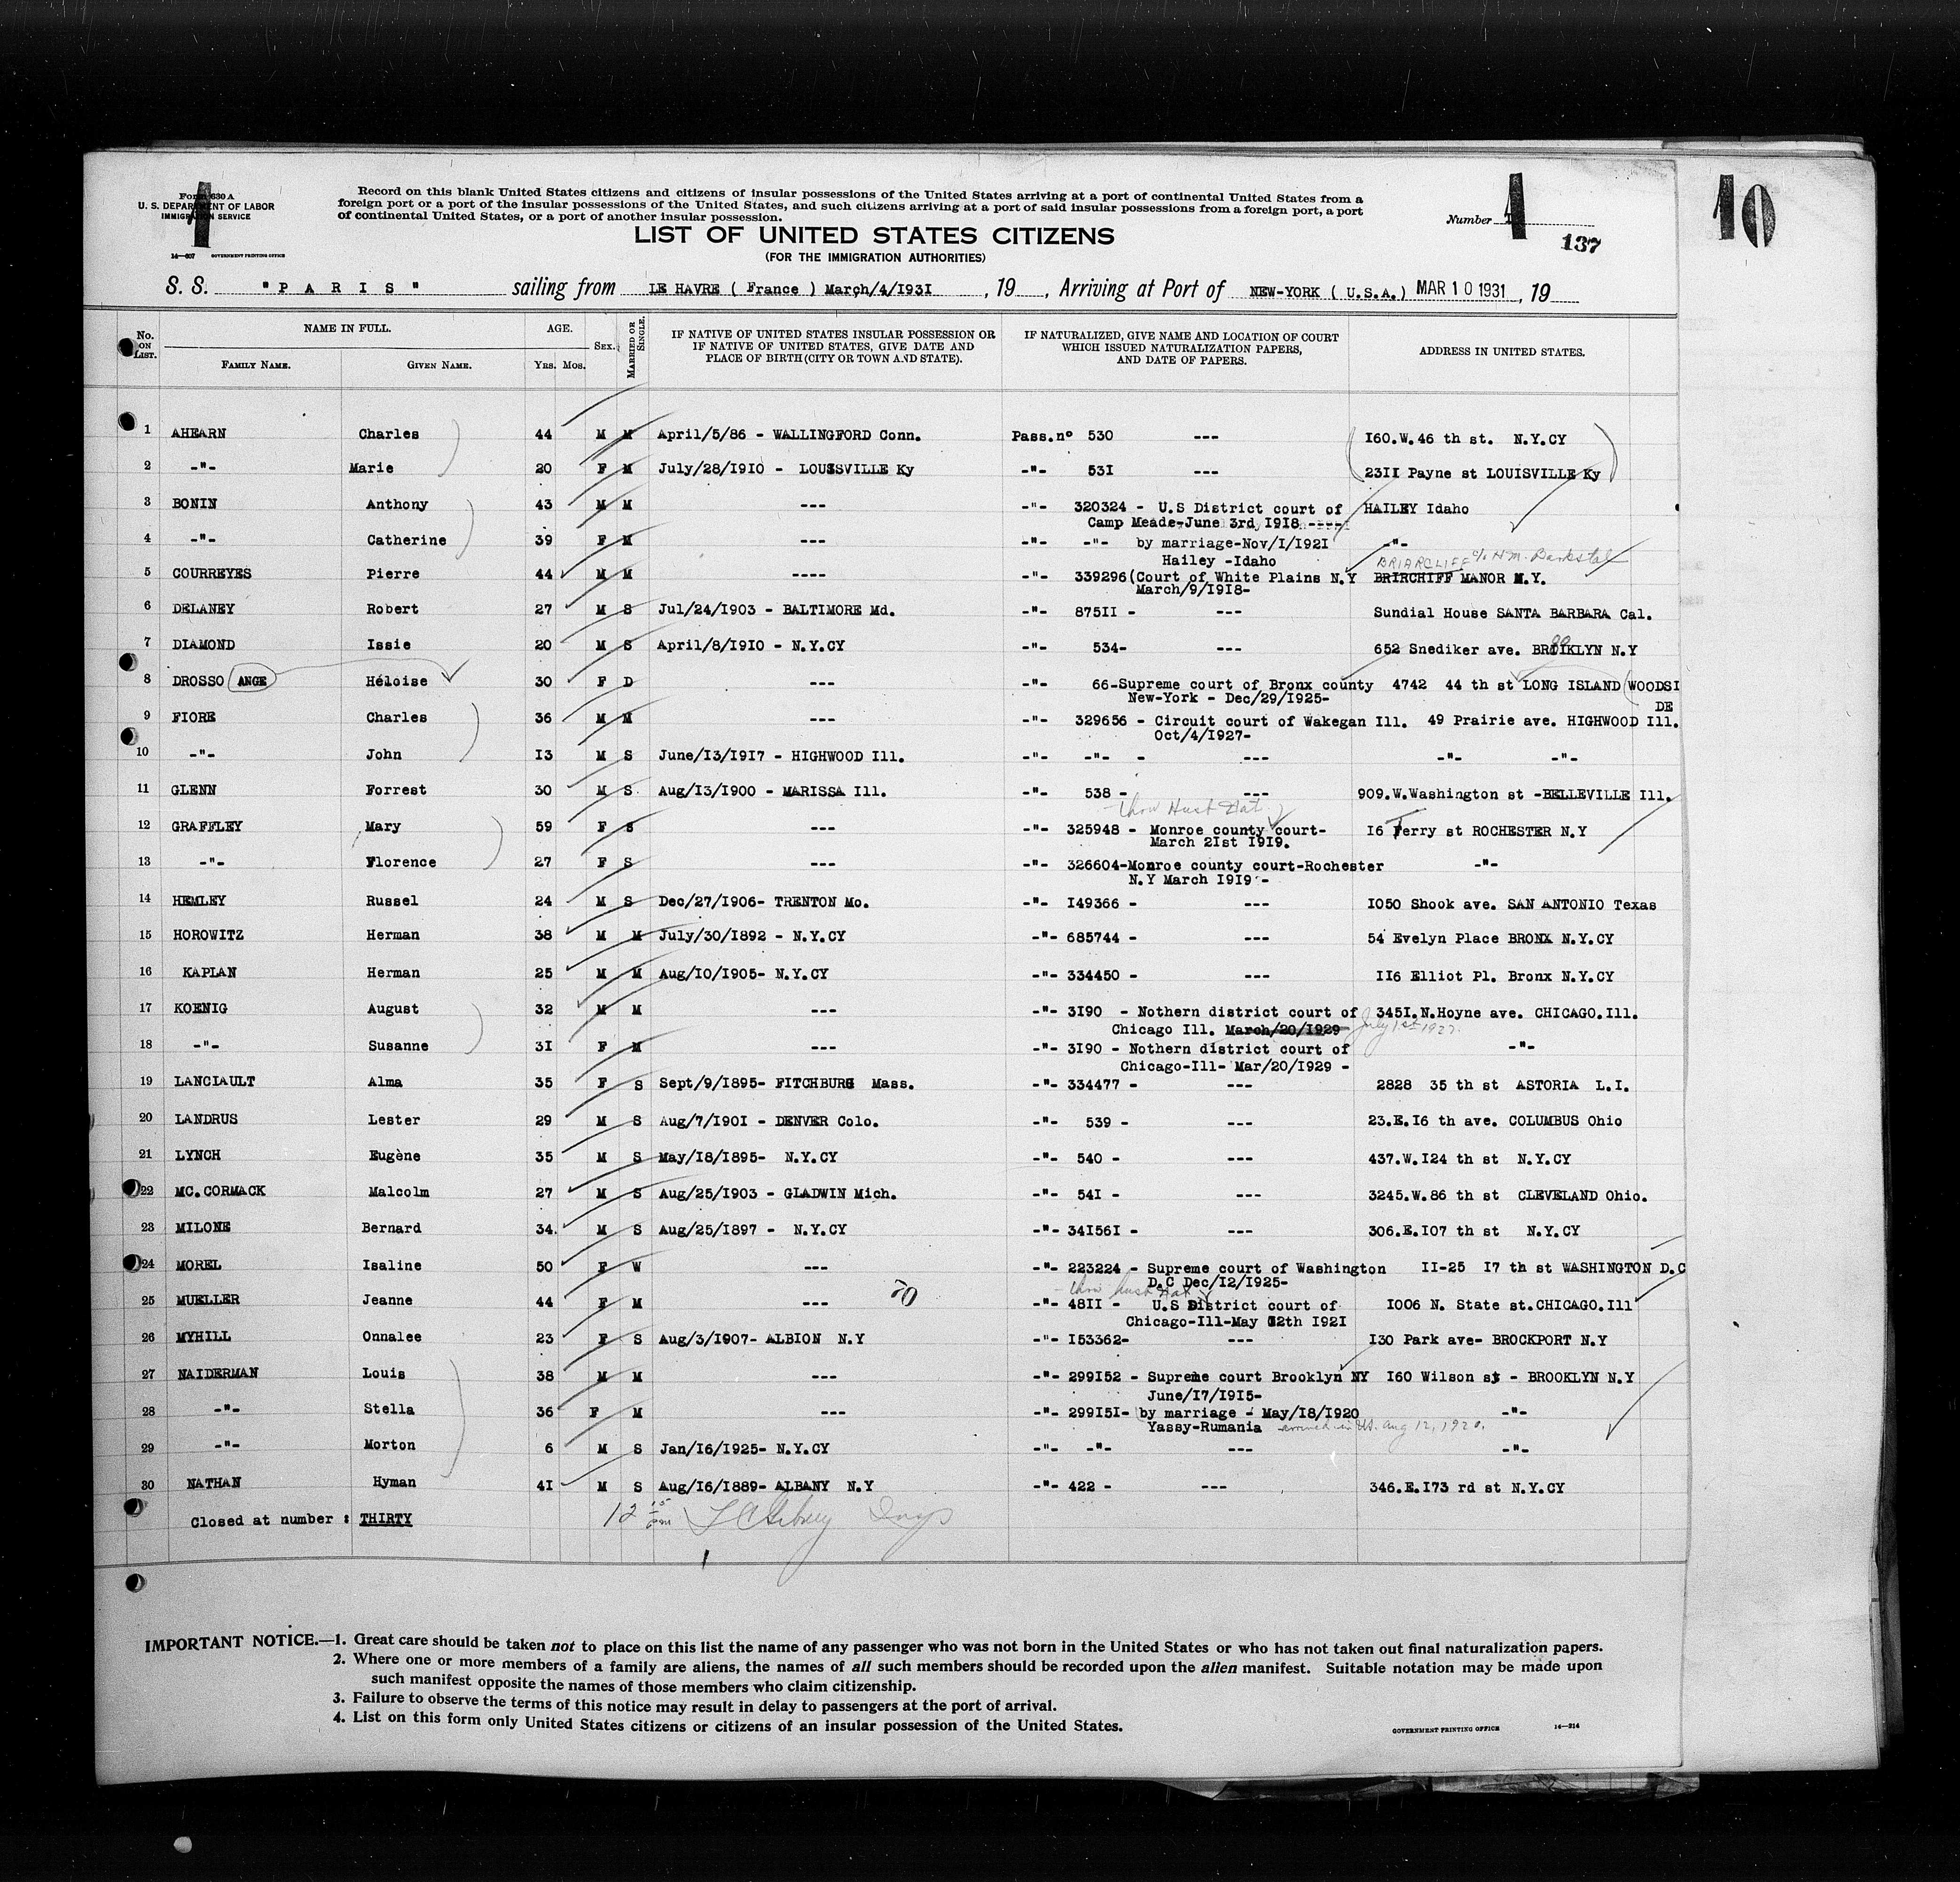 Form 630 A
U. S. DEPARTMENT OF LABOR
IMMIGRATION SERVICE
14—607 GOVERNMENT PRINTING OFFICE
1
Record on this blank United States citizens and citizens of insular possessions of the United States arriving at a port of continental United States from a
foreign port or a port of the insular possessions of the United States, and such citizens arriving at a port of said insular possessions from a foreign port, a port
of continental United States, or a port of another insular possession.
Number 1
137
10
LIST OF UNITED STATES CITIZENS
(FOR THE IMMIGRATION AUTHORITIES)
S. S. "P A R I S" sailing from LE HAVRE ( France ) March/4/1931 , 19 , Arriving at Port of NEW-YORK ( U.S.A.) MAR 10 1931 , 19
No. ON LIST. NAME IN FULL. FAMILY NAME. GIVEN NAME. AGE. YRS. MOS. SEX. MARRIED OR SINGLE. IF NATIVE OF UNITED STATES INSULAR POSSESSION OR IF NATIVE OF UNITED STATES, GIVE DATE AND PLACE OF BIRTH (CITY OR TOWN AND STATE). IF NATURALIZED, GIVE NAME AND LOCATION OF COURT WHICH ISSUED NATURALIZATION PAPERS, AND DATE OF PAPERS. ADDRESS IN UNITED STATES.
1 AHEARN Charles 44 M M April/5/86 - WALLINGFORD Conn. Pass.n° 530 --- 160.W.46 th st. N.Y.CY
2 -"- Marie 20 F M July/28/1910 - LOUISVILLE Ky -"- 531 --- 2311 Payne st LOUISVILLE Ky
3 BONIN Anthony 43 M M --- -"- 320324 - U.S District court of HAILEY Idaho
Camp Meade-June 3rd 1918 ----
4 -"- Catherine 39 F M --- -"- -"- by marriage-Nov/1/1921 -"-
Hailey -Idaho BRIARCLIFF c/o H.M.
5 COURREYES Pierre 44 M M ---- -"- 339296(Court of White Plains N.Y BRIRCHIFF MANOR N.Y.
March/9/1918-
6 DELANEY Robert 27 M S Jul/24/1903 - BALTIMORE Md. -"- 87511 - --- Sundial House SANTA BARBARA Cal.
7 DIAMOND Issie 20 M S April/8/1910 - N.Y.CY -"- 534- --- 652 Snediker ave. BROOKLYN N.Y
8 DROSSO ANGE Héloise 30 F D --- -"- 66-Supreme court of Bronx county 4742 44 th st LONG ISLAND (WOODSI
New-York - Dec/29/1925- DE
9 FIORE Charles 36 M M --- -"- 329656 - Circuit court of Wakegan Ill. 49 Prairie ave. HIGHWOOD Ill.
Oct/4/1927-
10 -"- John 13 M S June/13/1917 - HIGHWOOD Ill. -"- -"- - --- -"- -"-
11 GLENN Forrest 30 M S Aug/13/1900 - MARISSA Ill. -"- 538 - --- 909.W.Washington st -BELLEVILLE Ill.
12 GRAFFLEY Mary 59 F S --- -"- 325948 - Monroe county court- 16 Ferry st ROCHESTER N.Y
March 21st 1919.
13 -"- Florence 27 F S --- -"- 326604-Monroe county court-Rochester -"-
N.Y March 1919 -
14 HEMLEY Russel 24 M S Dec/27/1906- TRENTON Mo. -"- 149366 - --- 1050 Shook ave. SAN ANTONIO Texas
15 HOROWITZ Herman 38 M M July/30/1892 - N.Y.CY -"- 685744 - --- 54 Evelyn Place BRONX N.Y.CY
16 KAPLAN Herman 25 M M Aug/10/1905- N.Y.CY -"- 334450 - --- 116 Elliot Pl. Bronx N.Y.CY
17 KOENIG August 32 M M --- -"- 3190 - Nothern district court of 3451.N.Hoyne ave. CHICAGO.Ill.
Chicago Ill. March/20/1929 July 1st 1927.
18 -"- Susanne 31 F M --- -"- 3190 - Nothern district court of -"-
Chicago-Ill- Mar/20/1929 -
19 LANCIAULT Alma 35 F S Sept/9/1895- FITCHBURG Mass. -"- 334477 - --- 2828 35 th st ASTORIA L.I.
20 LANDRUS Lester 29 M S Aug/7/1901 - DENVER Colo. -"- 539 - --- 23.E.16 th ave. COLUMBUS Ohio
21 LYNCH Eugène 35 M S May/18/1895- N.Y.CY -"- 540 - --- 437.W.124 th st N.Y.CY
22 MC.CORMACK Malcolm 27 M S Aug/25/1903 - GLADWIN Mich. -"- 541 - --- 3245.W.86 th st CLEVELAND Ohio.
23 MILONE Bernard 34. M S Aug/25/1897 - N.Y.CY -"- 341561 - --- 306.E.107 th st N.Y.CY
24 MOREL Isaline 50 F W --- -"- 223224 - Supreme court of Washington 11-25 17 th st WASHINGTON D.C
D.C Dec/12/1925-
25 MUELLER Jeanne 44 F M --- -"- 4811 - U.S District court of 1006 N. State st.CHICAGO.Ill
Chicago-Ill-May 12th 1921
26 MYHILL Onnalee 23 F S Aug/3/1907- ALBION N.Y -"- 153362- --- 130 Park ave- BROCKPORT N.Y
27 NAIDERMAN Louis 38 M M --- -"- 299152 - Supreme court Brooklyn NY 160 Wilson st - BROOKLYN N.Y
June/17/1915-
28 -"- Stella 36 F M --- -"- 299151- by marriage - May/18/1920 -"-
Yassy-Rumania arrived in U.S. Aug 12, 1920.
29 -"- Morton 6 M S Jan/16/1925- N.Y.CY -"- -"- --- -"-
30 NATHAN Hyman 41 M S Aug/16/1889- ALBANY N.Y -"- 422 - --- 346.E.173 rd st N.Y.CY
Closed at number : THIRTY 12 15 pm
IMPORTANT NOTICE.—1. Great care should be taken not to place on this list the name of any passenger who was not born in the United States or who has not taken out final naturalization papers.
2. Where one or more members of a family are aliens, the names of all such members should be recorded upon the alien manifest. Suitable notation may be made upon
such manifest opposite the names of those members who claim citizenship.
3. Failure to observe the terms of this notice may result in delay to passengers at the port of arrival.
4. List on this form only United States citizens or citizens of an insular possession of the United States.
GOVERNMENT PRINTING OFFICE 14—214